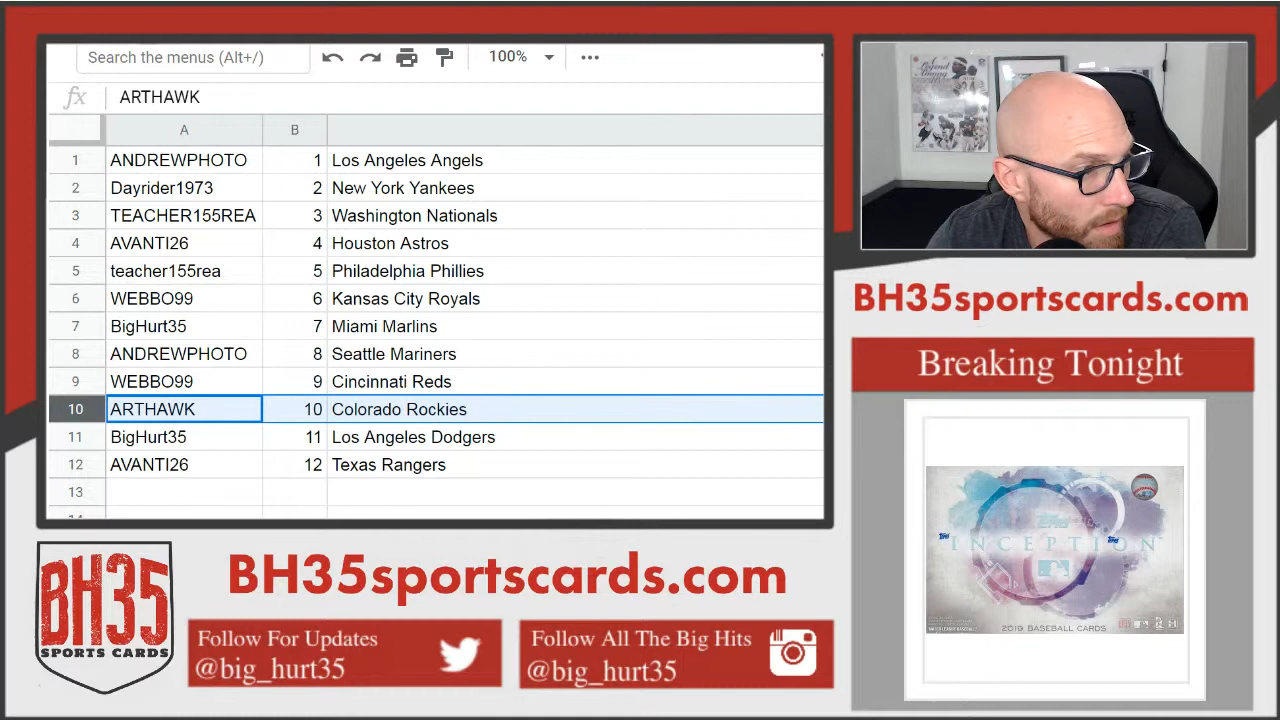 Search the menus (Alt+/)
100%
fx ARTHAWK
A B
1 ANDREWPHOTO 1 Los Angeles Angels
2 Dayrider1973 2 New York Yankees
3 TEACHER155REA 3 Washington Nationals
4 AVANTI26 4 Houston Astros
5 teacher155rea 5 Philadelphia Phillies
6 WEBBO99 6 Kansas City Royals
7 BigHurt35 7 Miami Marlins
8 ANDREWPHOTO 8 Seattle Mariners
9 WEBBO99 9 Cincinnati Reds
10 ARTHAWK 10 Colorado Rockies
11 BigHurt35 11 Los Angeles Dodgers
12 AVANTI26 12 Texas Rangers
13
BH35sportscards.com
Breaking Tonight
Topps
INCEPTION
2019 BASEBALL CARDS
BH35
SPORTS CARDS
BH35sportscards.com
Follow For Updates
@big_hurt35
Follow All The Big Hits
@big_hurt35